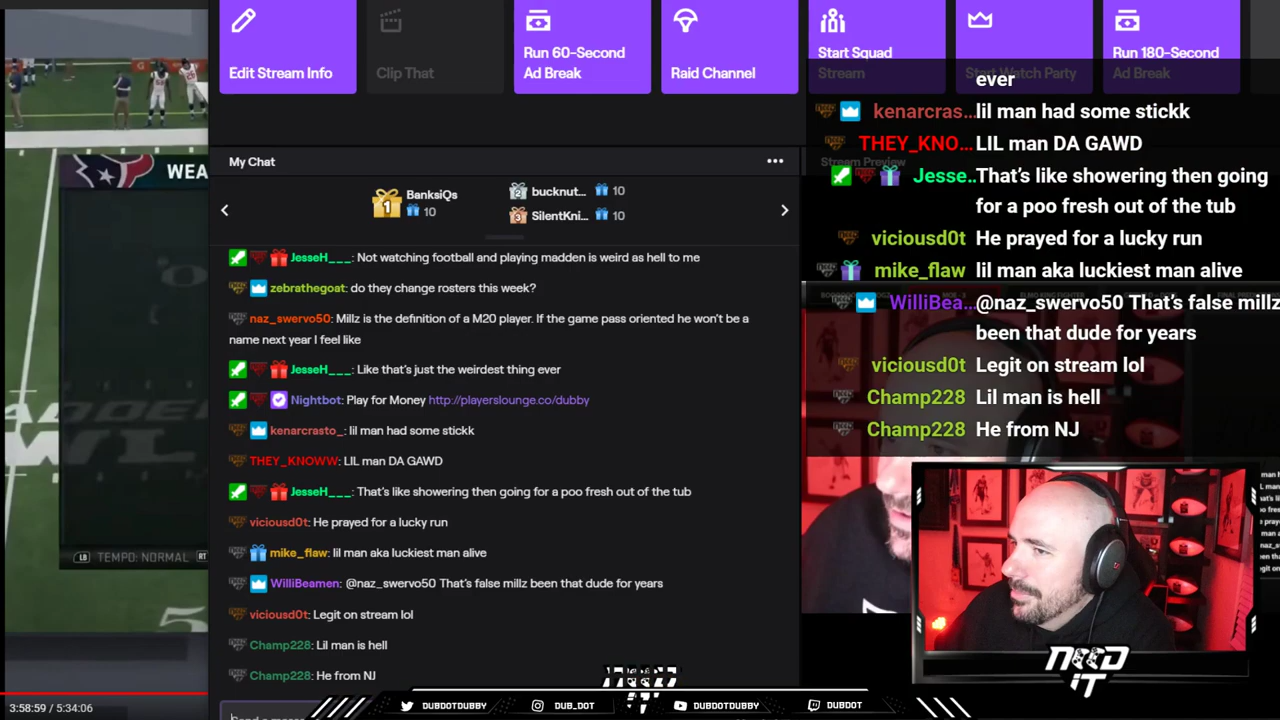 Edit Stream Info
Clip That
Run 60-Second
Ad Break
Raid Channel
Start Squad
Stream
Start Watch Party
Run 180-Second
Ad Break
My Chat
Stream Preview
1
BanksiQs
10
2
bucknut...
10
3
SilentKni...
10
JesseH___: Not watching football and playing madden is weird as hell to me
zebrathegoat: do they change rosters this week?
naz_swervo50: Millz is the definition of a M20 player. If the game pass oriented he won't be a
name next year I feel like
JesseH___: Like that's just the weirdest thing ever
Nightbot: Play for Money http://playerslounge.co/dubby
kenarcrasto_: lil man had some stickk
THEY_KNOWW: LIL man DA GAWD
JesseH___: That's like showering then going for a poo fresh out of the tub
viciousd0t: He prayed for a lucky run
mike_flaw: lil man aka luckiest man alive
WilliBeamen: @naz_swervo50 That's false millz been that dude for years
viciousd0t: Legit on stream lol
Champ228: Lil man is hell
Champ228: He from NJ
ever
kenarcras... lil man had some stickk
THEY_KNO... LIL man DA GAWD
Jesse.. That's like showering then going
for a poo fresh out of the tub
viciousd0t He prayed for a lucky run
mike_flaw lil man aka luckiest man alive
WilliBea... @naz_swervo50 That's false millz
been that dude for years
viciousd0t Legit on stream lol
Champ228 Lil man is hell
Champ228 He from NJ
WEA
LB TEMPO: NORMAL RT
5
3:58:59 / 5:34:06
NEED
IT
DUBDOTDUBBY
DUB_DOT
DUBDOTDUBBY
DUBDOT